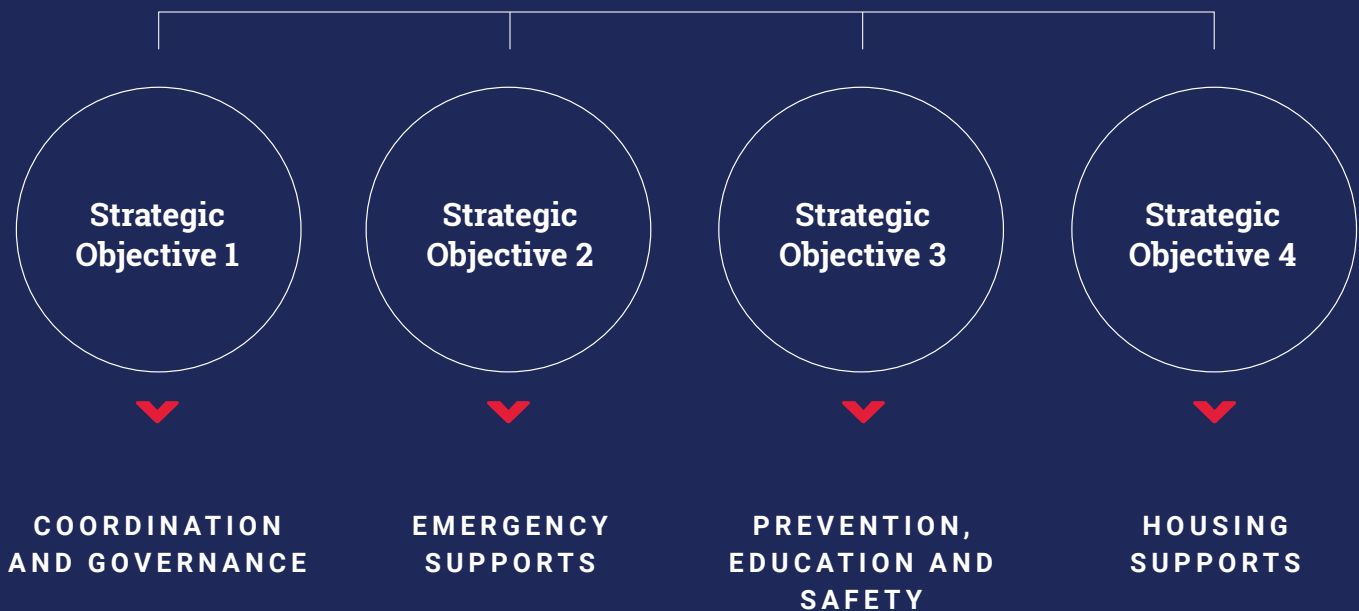 Strategic
Objective 1
Strategic
Objective 2
Strategic
Objective 3
Strategic
Objective 4
COORDINATION
AND GOVERNANCE
EMERGENCY
SUPPORTS
PREVENTION,
EDUCATION AND
SAFETY
HOUSING
SUPPORTS